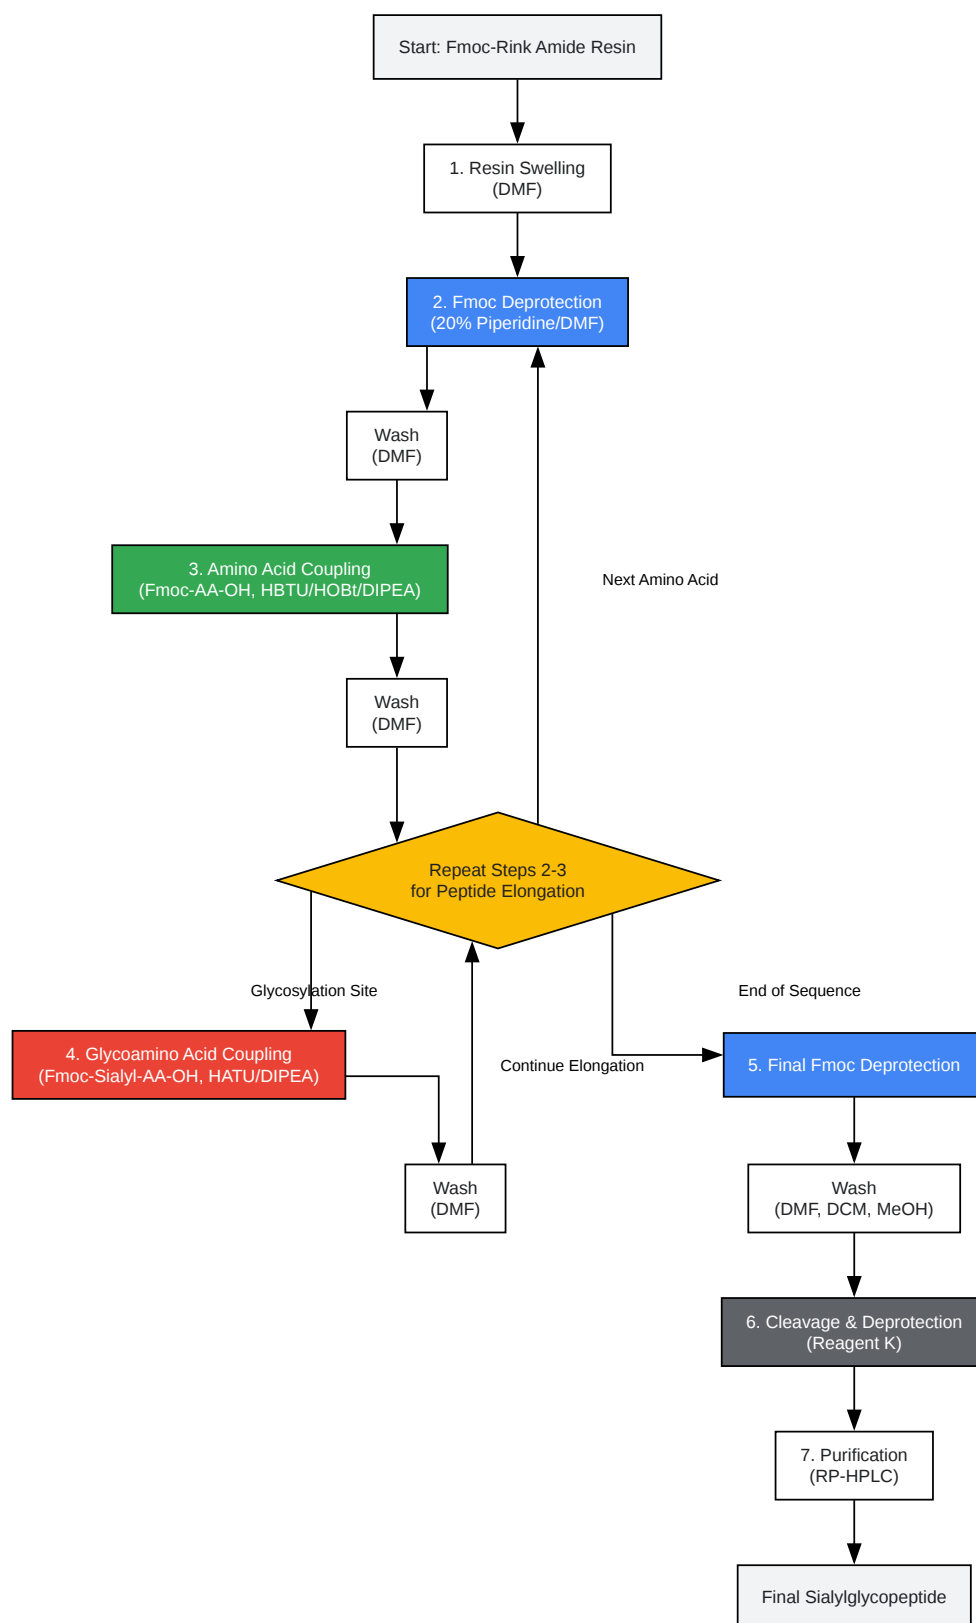 Start: Fmoc-Rink Amide Resin
1. Resin Swelling
(DMF)
2. Fmoc Deprotection
(20% Piperidine/DMF)
Wash
(DMF)
3. Amino Acid Coupling
(Fmoc-AA-OH, HBTU/HOBt/DIPEA)
Next Amino Acid
Wash
(DMF)
Repeat Steps 2-3
for Peptide Elongation
Glycosylation Site
End of Sequence
4. Glycoamino Acid Coupling
(Fmoc-Sialyl-AA-OH, HATU/DIPEA)
Continue Elongation
5. Final Fmoc Deprotection
Wash
(DMF)
Wash
(DMF, DCM, MeOH)
6. Cleavage & Deprotection
(Reagent K)
7. Purification
(RP-HPLC)
Final Sialylglycopeptide